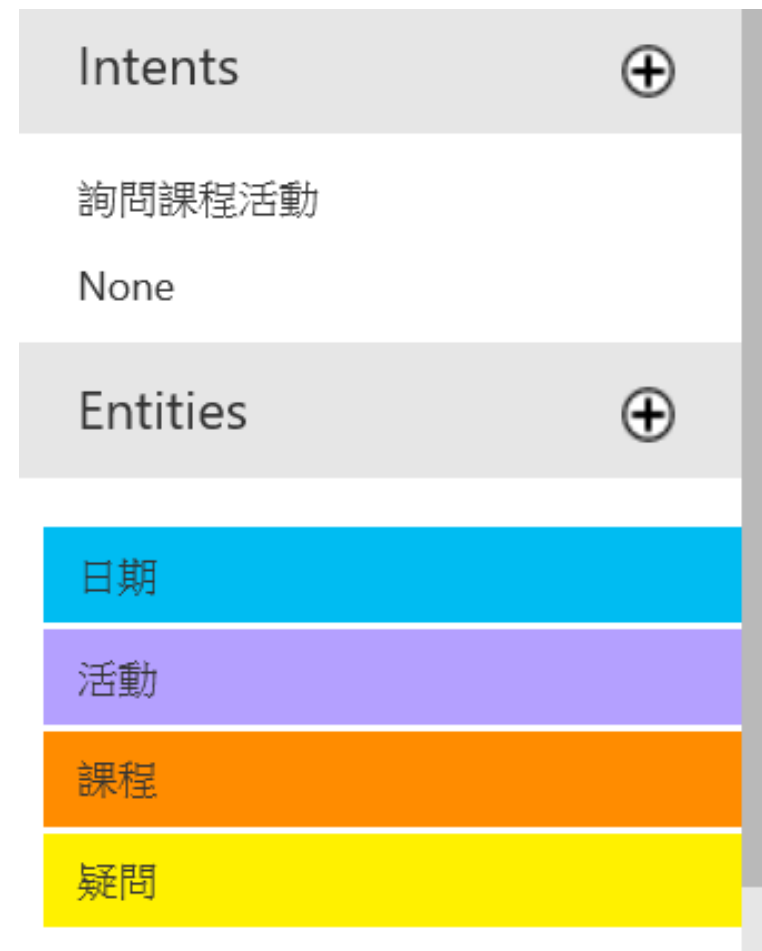 Intents
詢問課程活動
None
Entities
日期
活動
課程
疑問